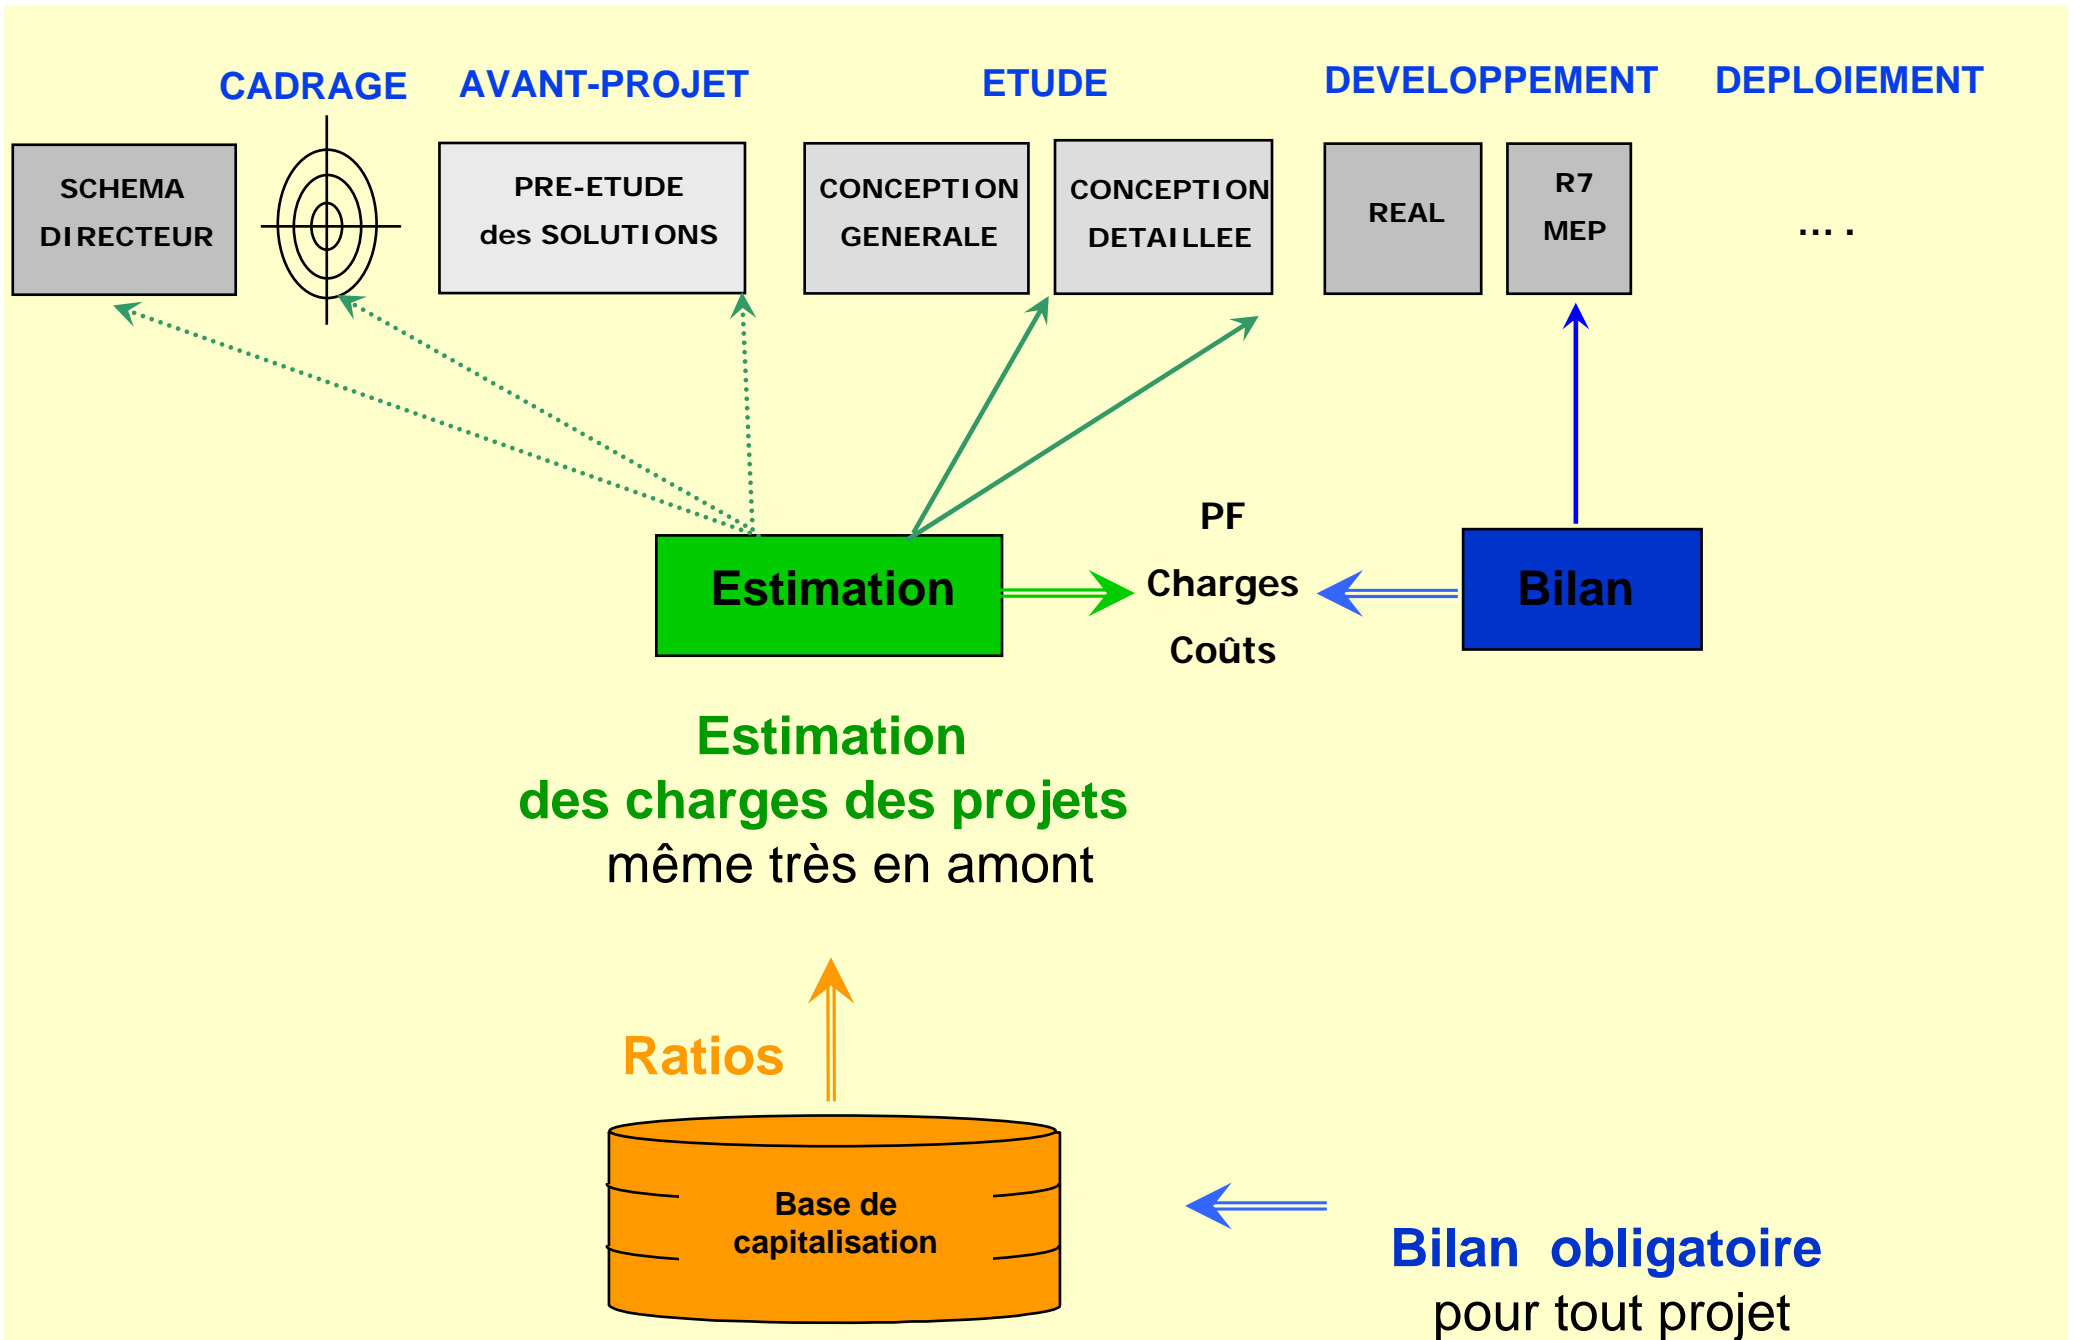 CADRAGE AVANT-PROJET ETUDE DEVELOPPEMENT DEPLOIEMENT
SCHEMA
DIRECTEUR
PRE-ETUDE
des SOLUTIONS
CONCEPTION
GENERALE
CONCEPTION
DETAILLEE
REAL
R7
MEP
... .
PF
Charges
Coûts
Estimation
Bilan
Estimation
des charges des projets
même très en amont
Ratios
Base de
capitalisation
Bilan obligatoire
pour tout projet